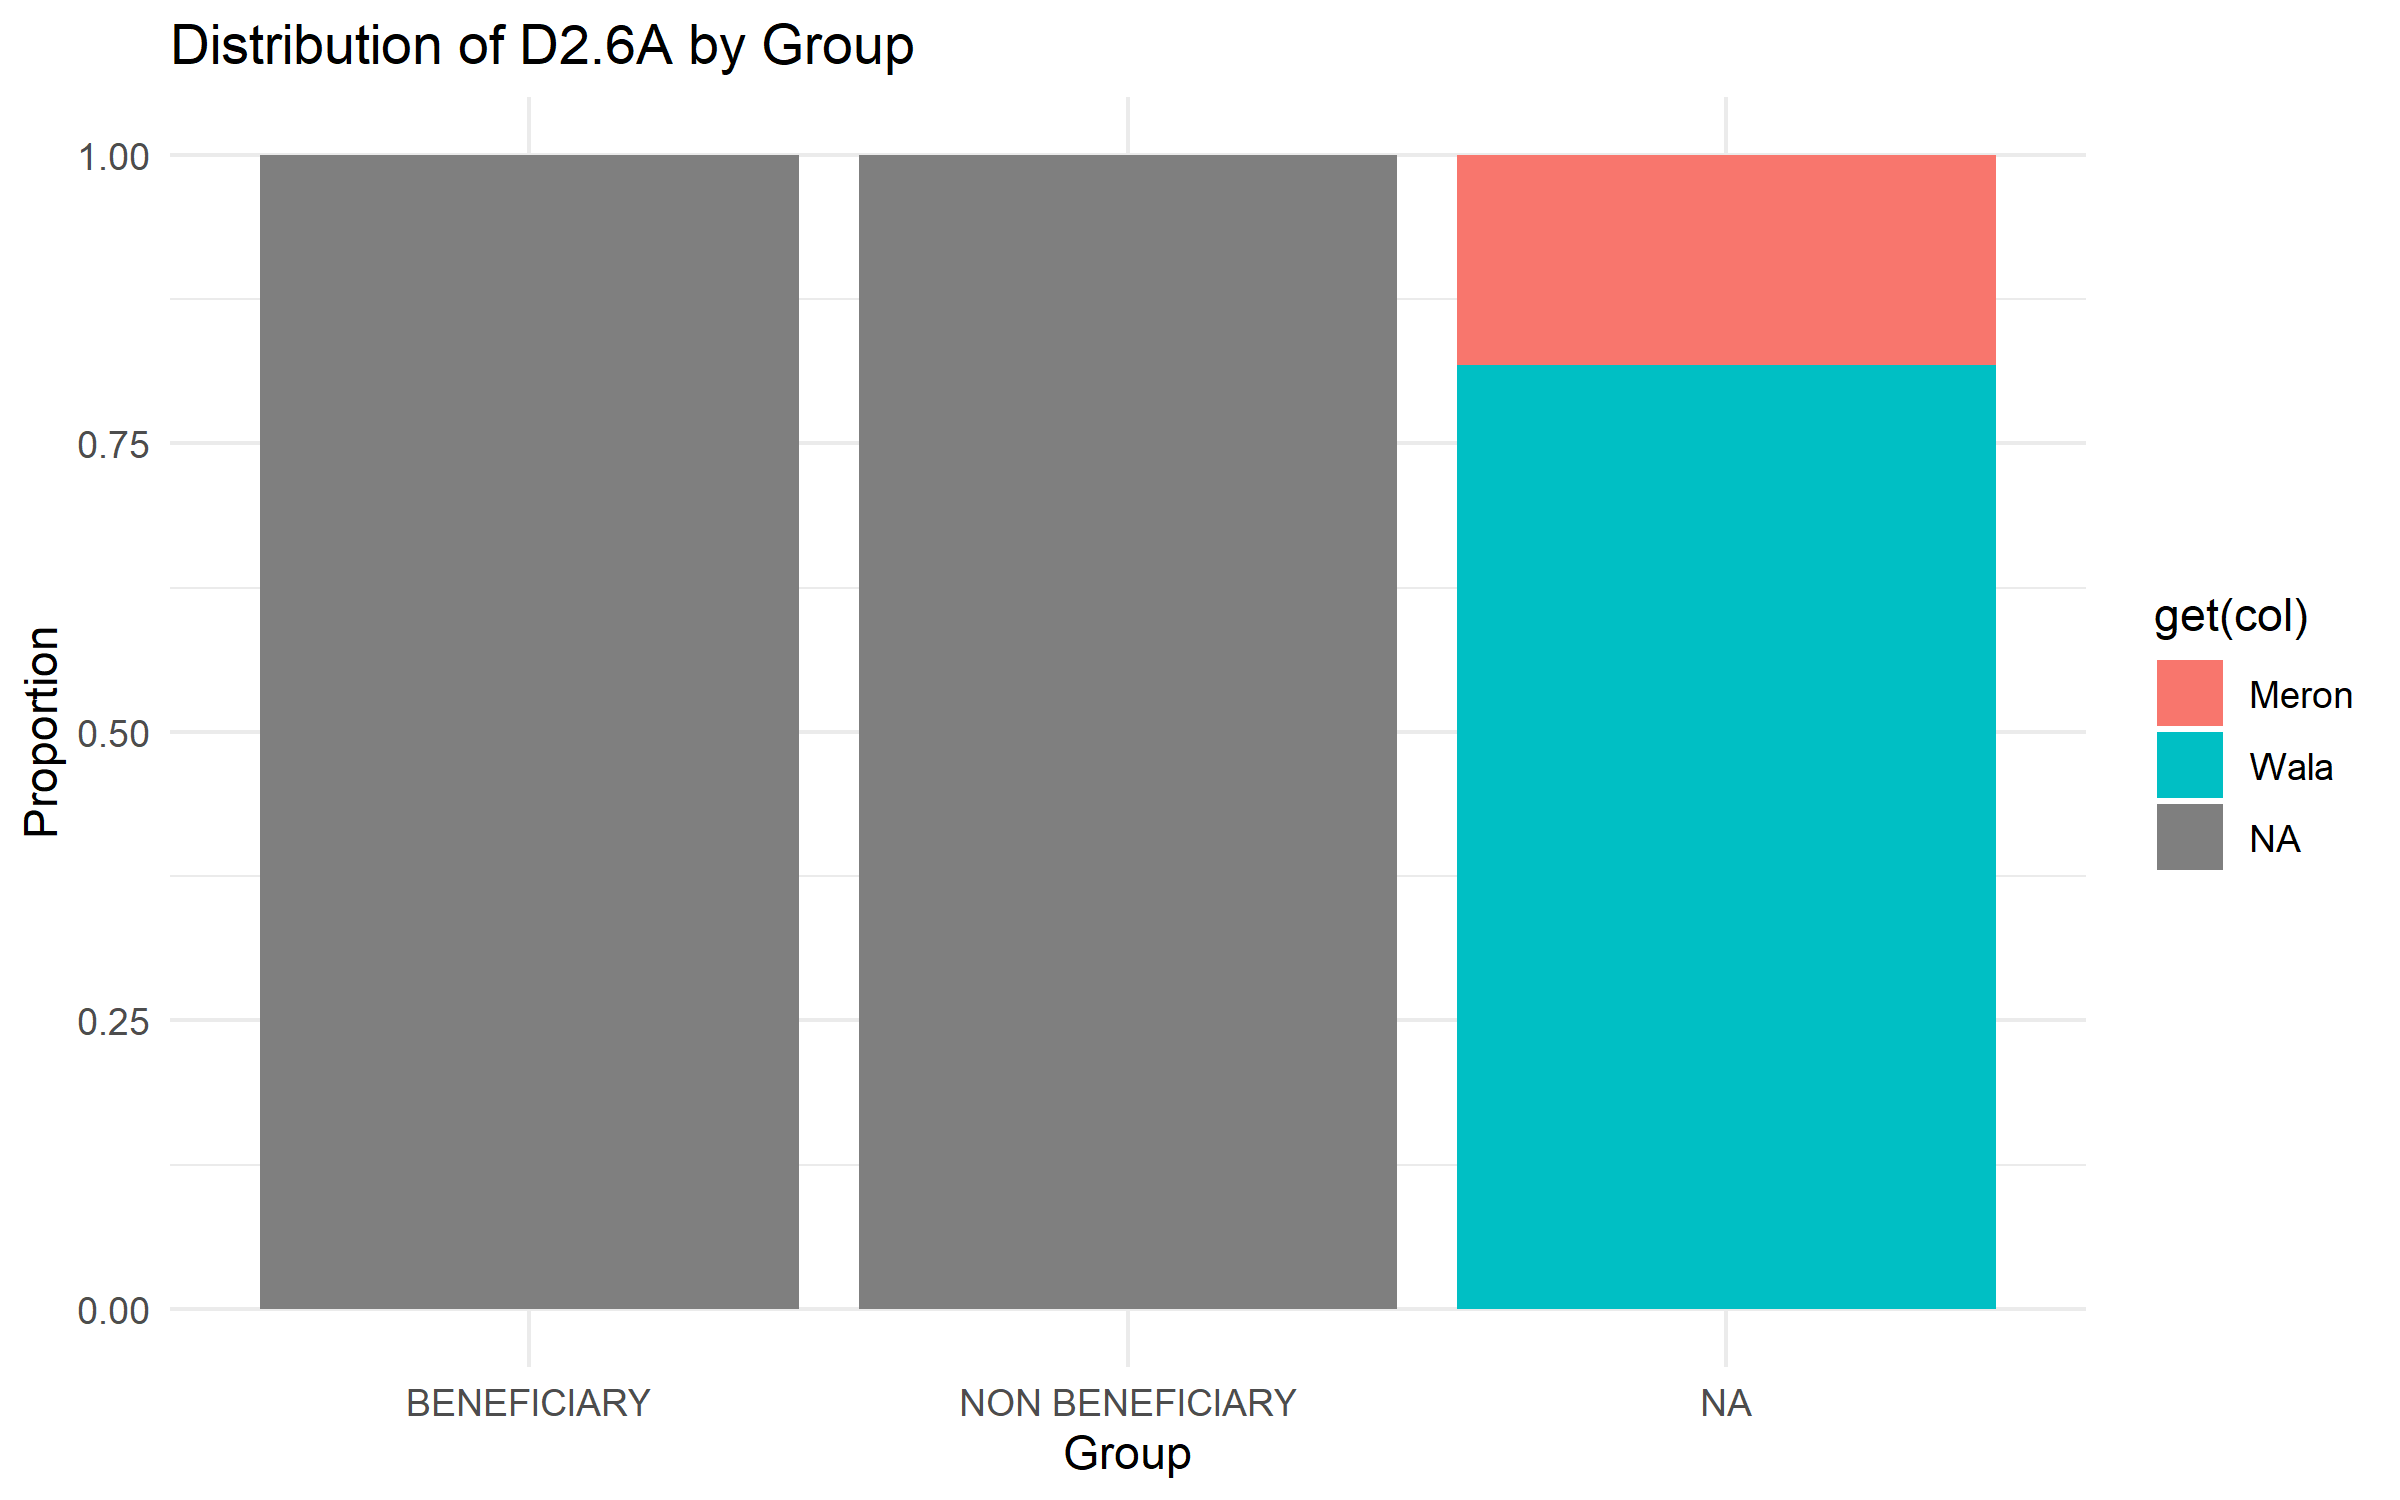 Distribution of D2.6A by Group
1.00
0.75
0.50
0.25
0.00
Proportion
BENEFICIARY
NON BENEFICIARY
NA
Group
get(col)
Meron
Wala
NA